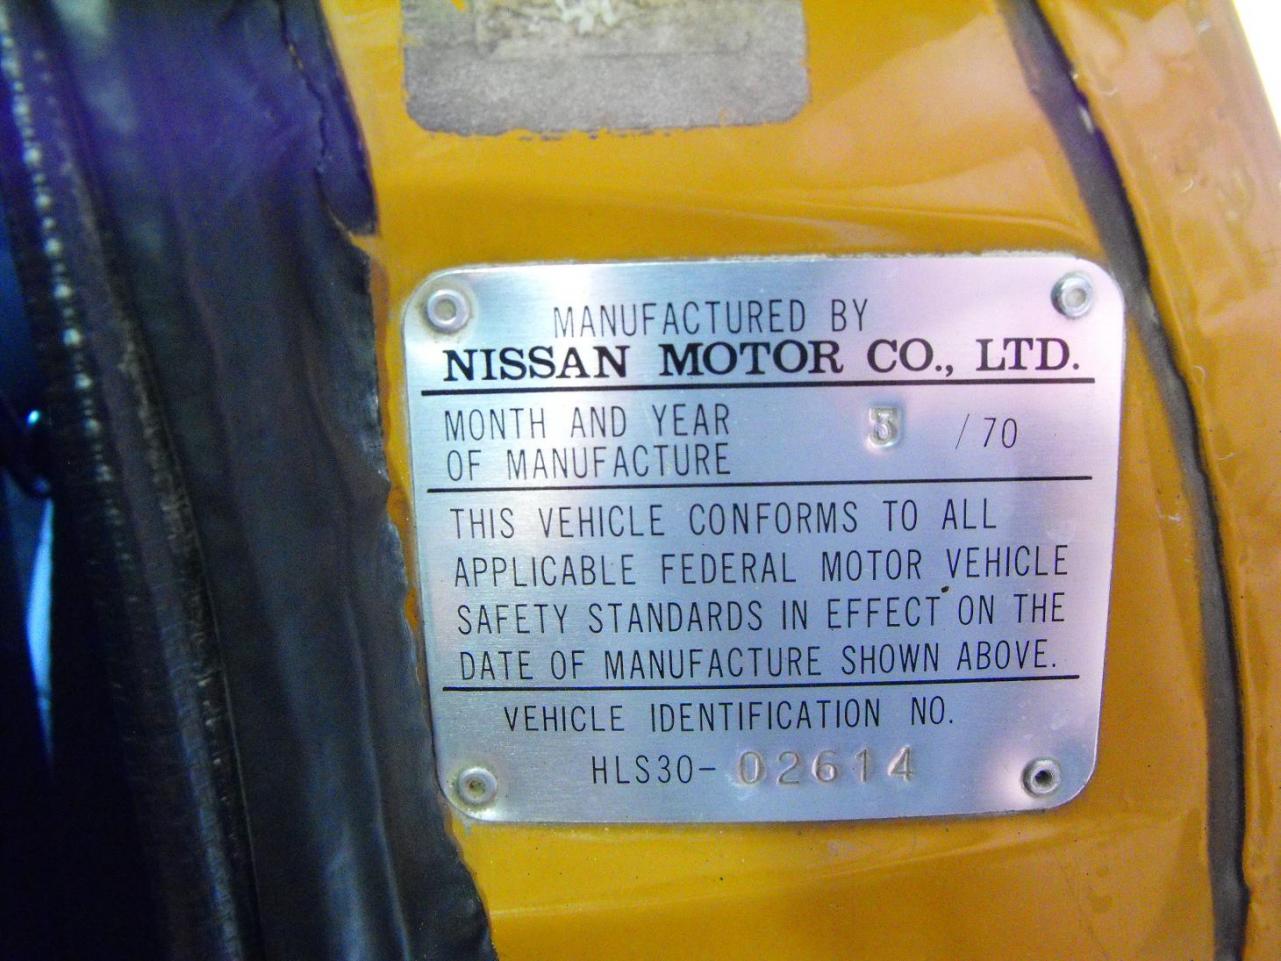 MANUFACTURED BY
NISSAN MOTOR CO., LTD.
MONTH AND YEAR 3 /70
OF MANUFACTURE
THIS VEHICLE CONFORMS TO ALL
APPLICABLE FEDERAL MOTOR VEHICLE
SAFETY STANDARDS IN EFFECT ON THE
DATE OF MANUFACTURE SHOWN ABOVE.
VEHICLE IDENTIFICATION NO.
HLS30-02614